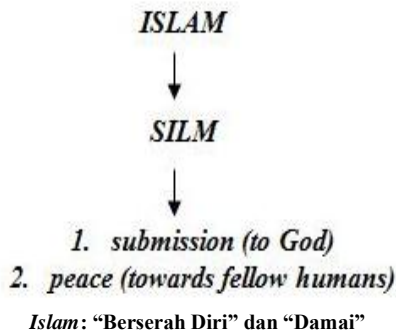 ISLAM
SILM
1. submission (to God)
2. peace (towards fellow humans)
Islam: “Berserah Diri” dan “Damai”